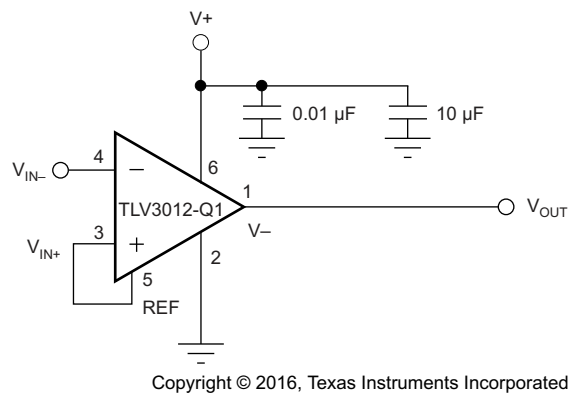 V+
0.01 µF
10 µF
VIN–
4
–
6
1
TLV3012-Q1
VOUT
V–
VIN+
3
+
2
5
REF
Copyright © 2016, Texas Instruments Incorporated